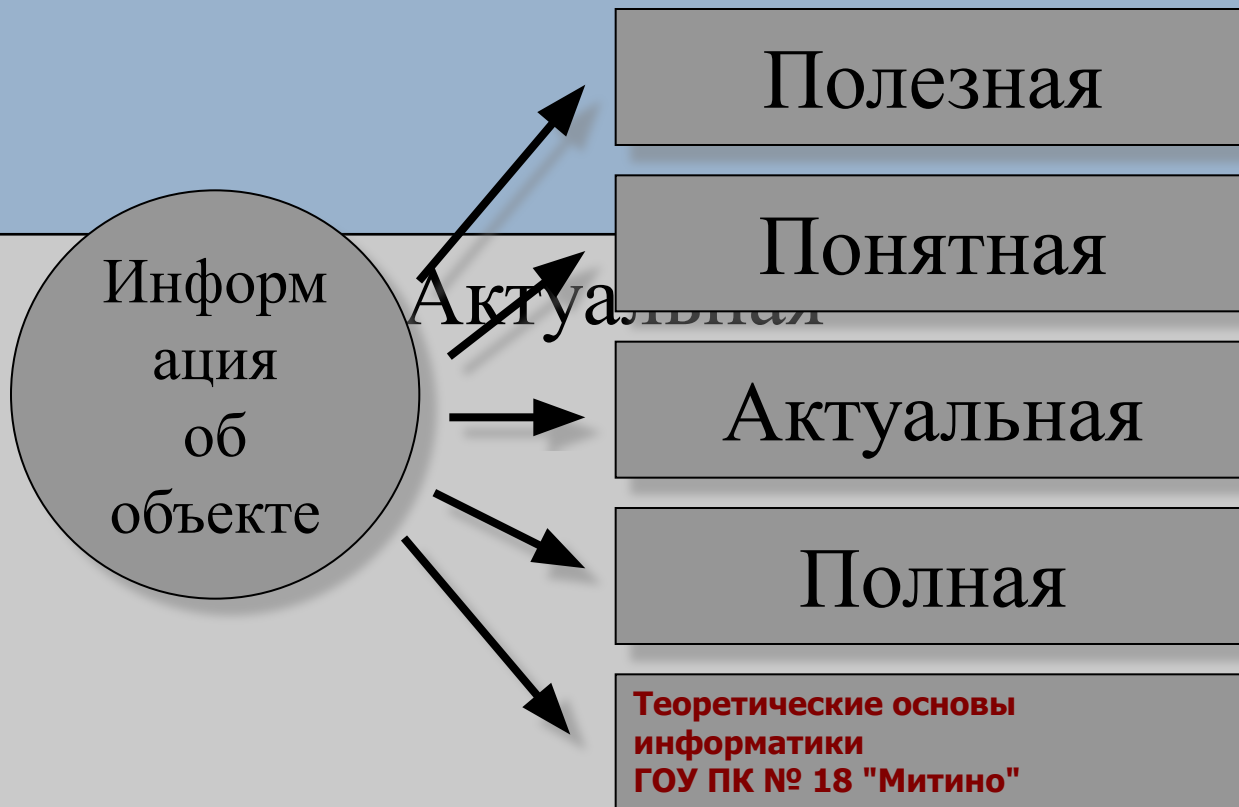 Информ
ация
об
объекте
Актуальная
Полезная
Понятная
Актуальная
Полная
Теоретические основы
информатики
ГОУ ПК № 18 "Митино"